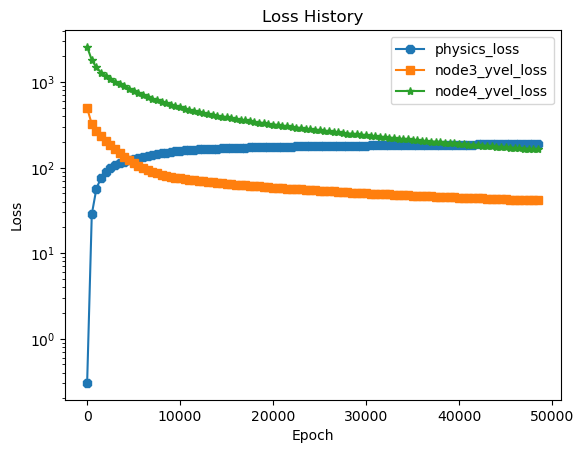 Loss History
physics_loss
node3_yvel_loss
node4_yvel_loss
10³
10²
10¹
10⁰
Loss
0 10000 20000 30000 40000 50000
Epoch